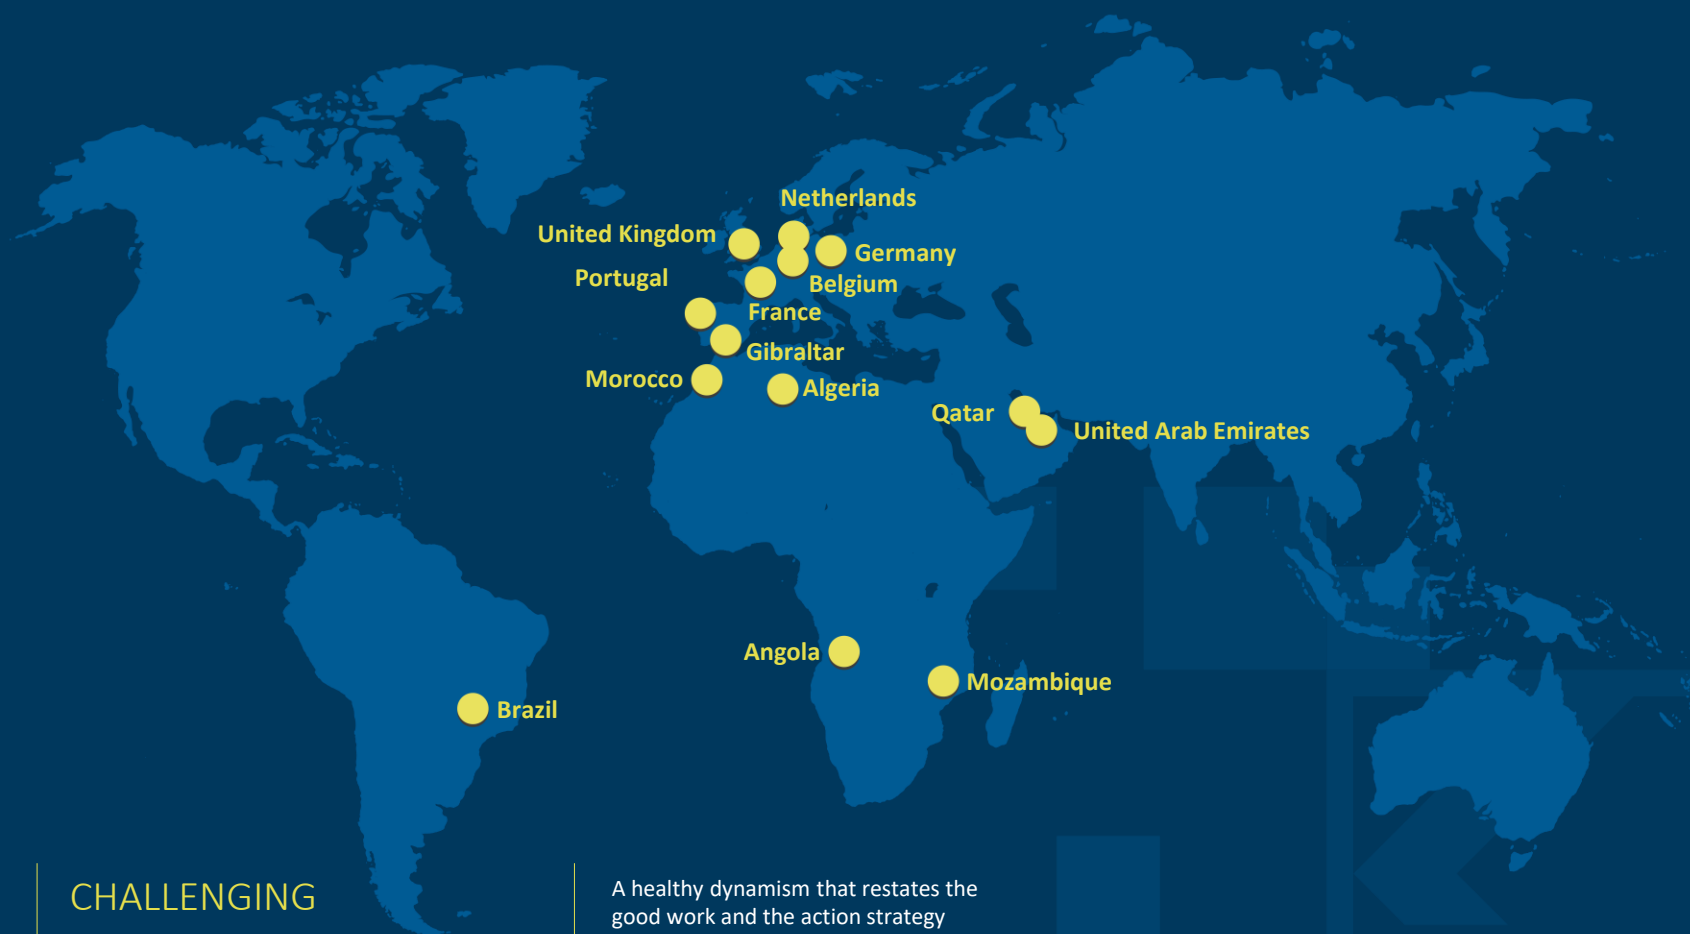 Netherlands
United Kingdom
Germany
Portugal
Belgium
France
Gibraltar
Morocco
Algeria
Qatar
United Arab Emirates
Angola
Mozambique
Brazil
CHALLENGING
A healthy dynamism that restates the
good work and the action strategy